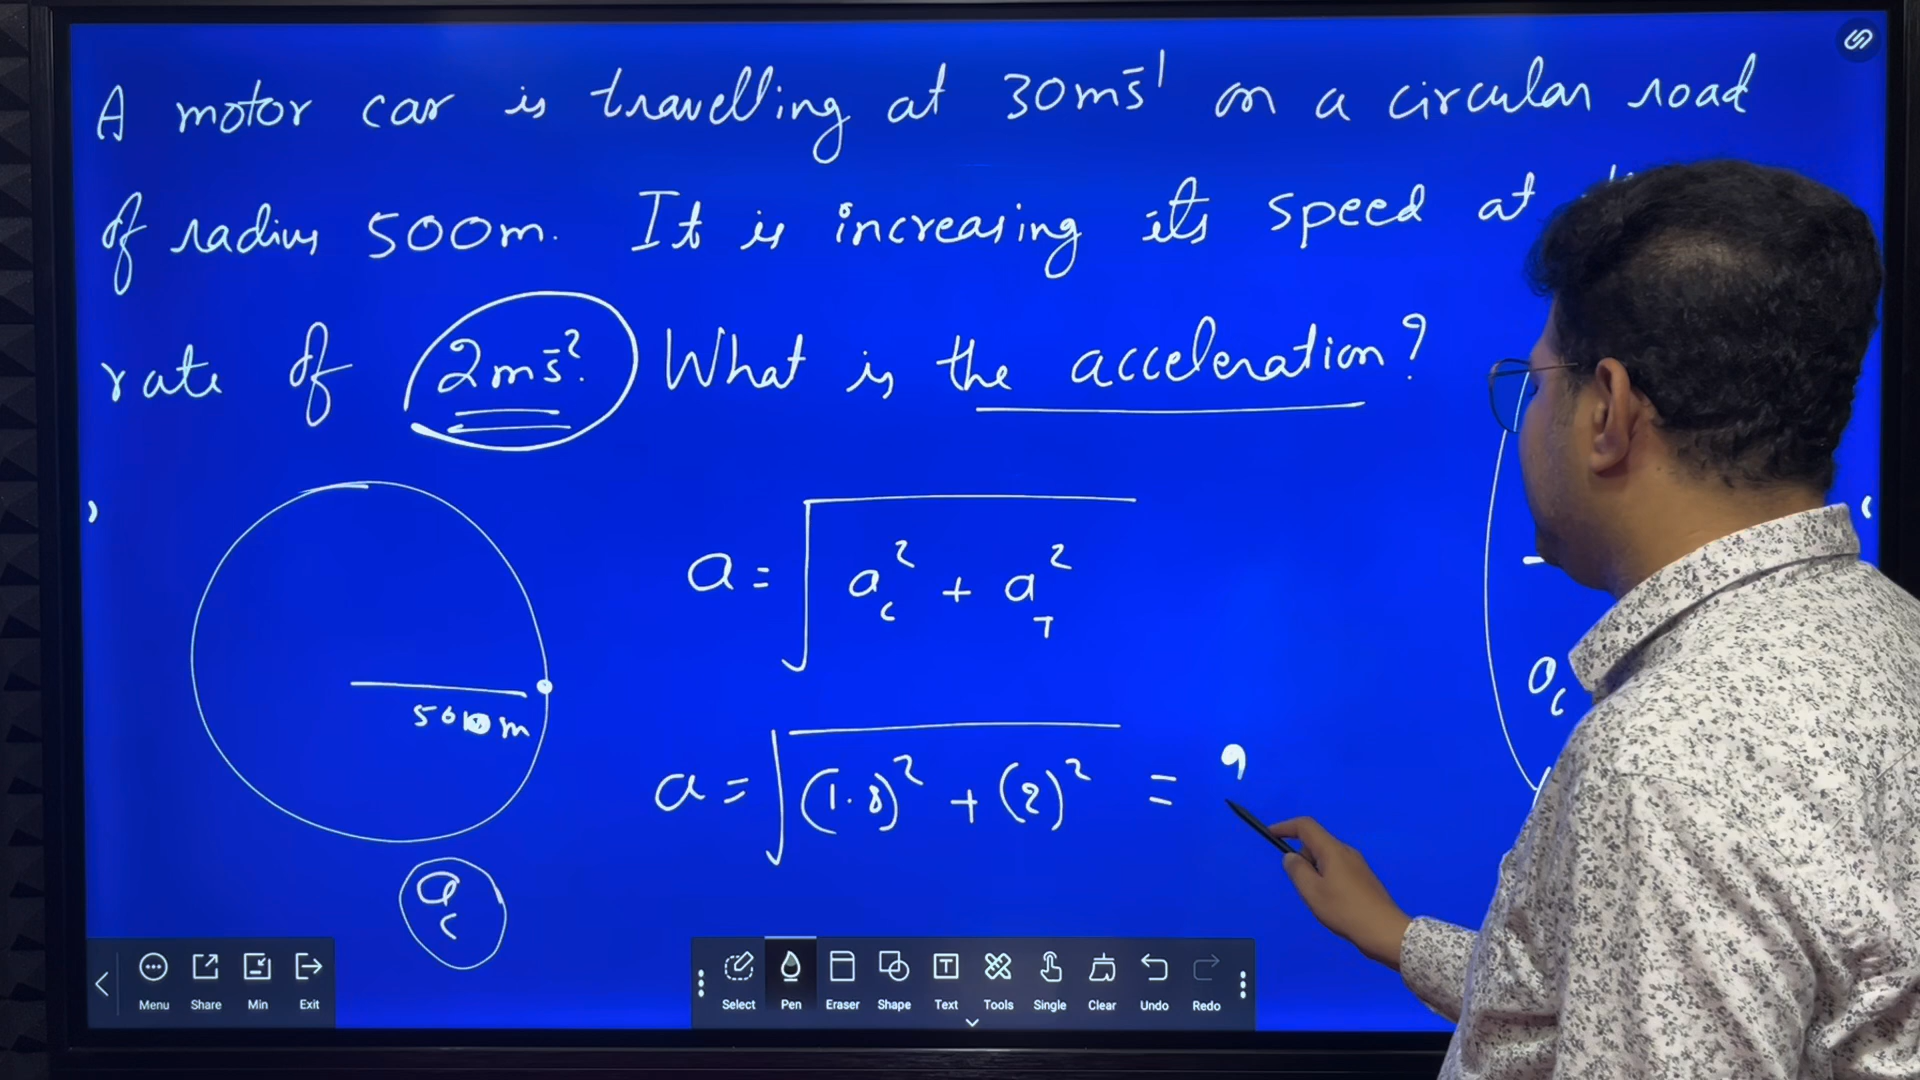 A motor car is travelling at 30ms⁻¹ on a circular road
of radius 500m. It is increasing its speed at
rate of 2ms⁻². What is the acceleration?
a = √(a_c² + a_T²)
500m
a = √((1.8)² + (2)²) = ?
a_c
a_c
Menu Share Min Exit
Select Pen Eraser Shape Text Tools Single Clear Undo Redo